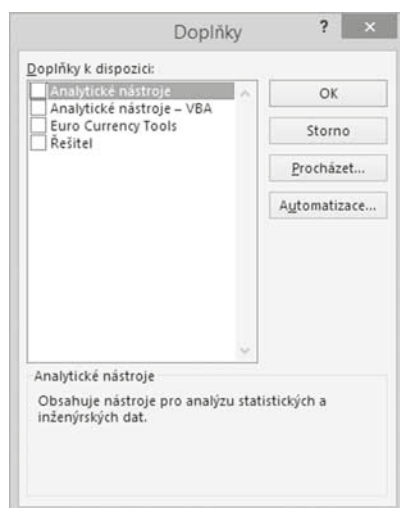 Doplňky
?
×
Doplňky k dispozici:
Analytické nástroje
Analytické nástroje – VBA
Euro Currency Tools
Řešitel
OK
Storno
Procházet...
Automatizace...
Analytické nástroje
Obsahuje nástroje pro analýzu statistických a
inženýrských dat.